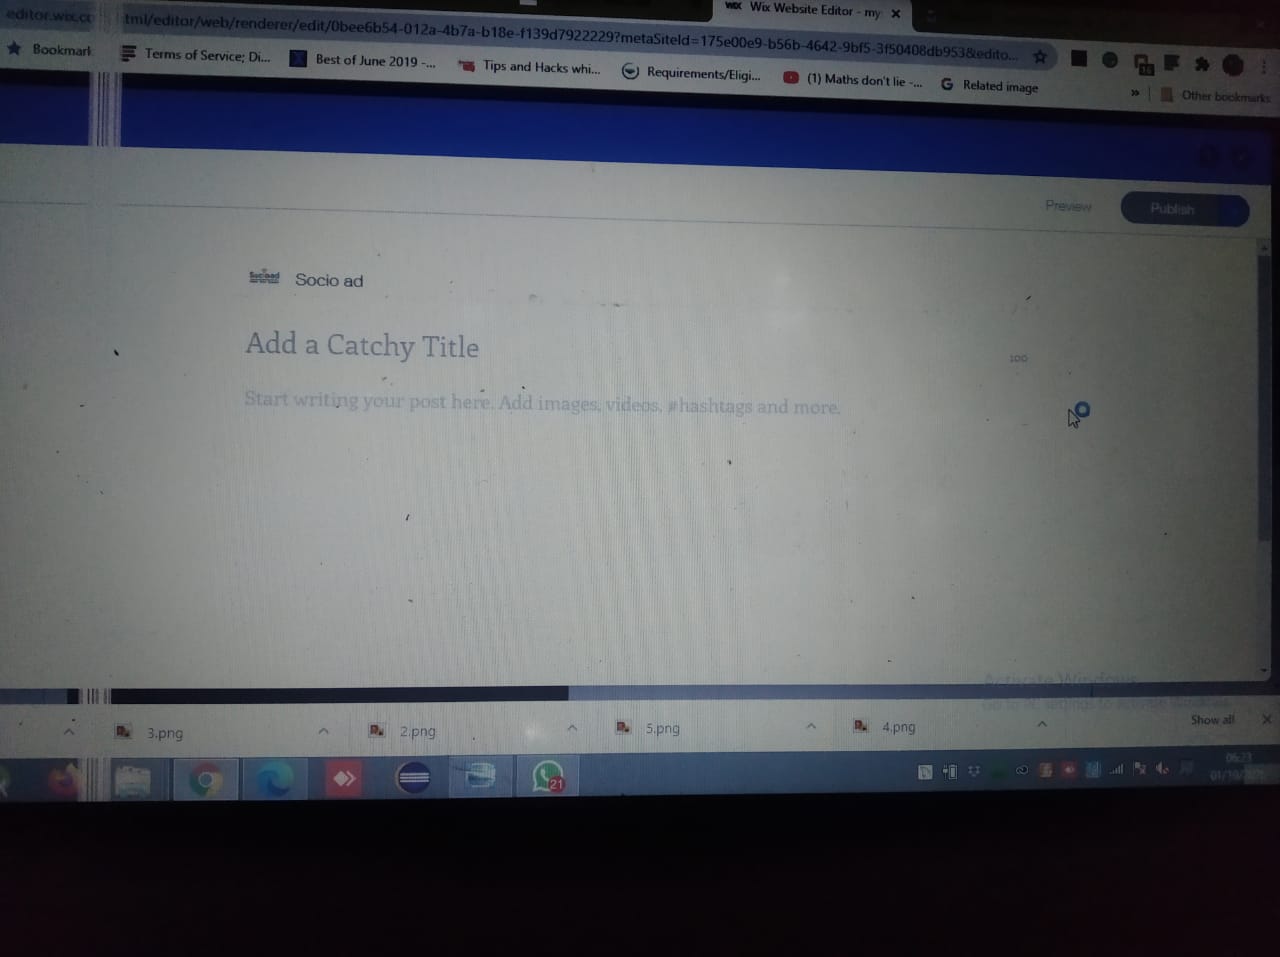 Wix Website Editor - my
editor.wix.co tml/editor/web/renderer/edit/0bee6b54-012a-4b7a-b18e-f139d7922229?metaSiteId=175e00e9-b56b-4642-9bf5-3f50408db953&edito...
Bookmark Terms of Service; Di... Best of June 2019 -... Tips and Hacks whi... Requirements/Eligi... (1) Maths don't lie -... Related image
» Other bookmarks
Preview Publish
Socio ad
Add a Catchy Title
100
Start writing your post here. Add images, videos, #hashtags and more.
Activate Windows
Go to PC settings to activate Windows.
3.png 2.png 5.png 4.png Show all
21
06:23